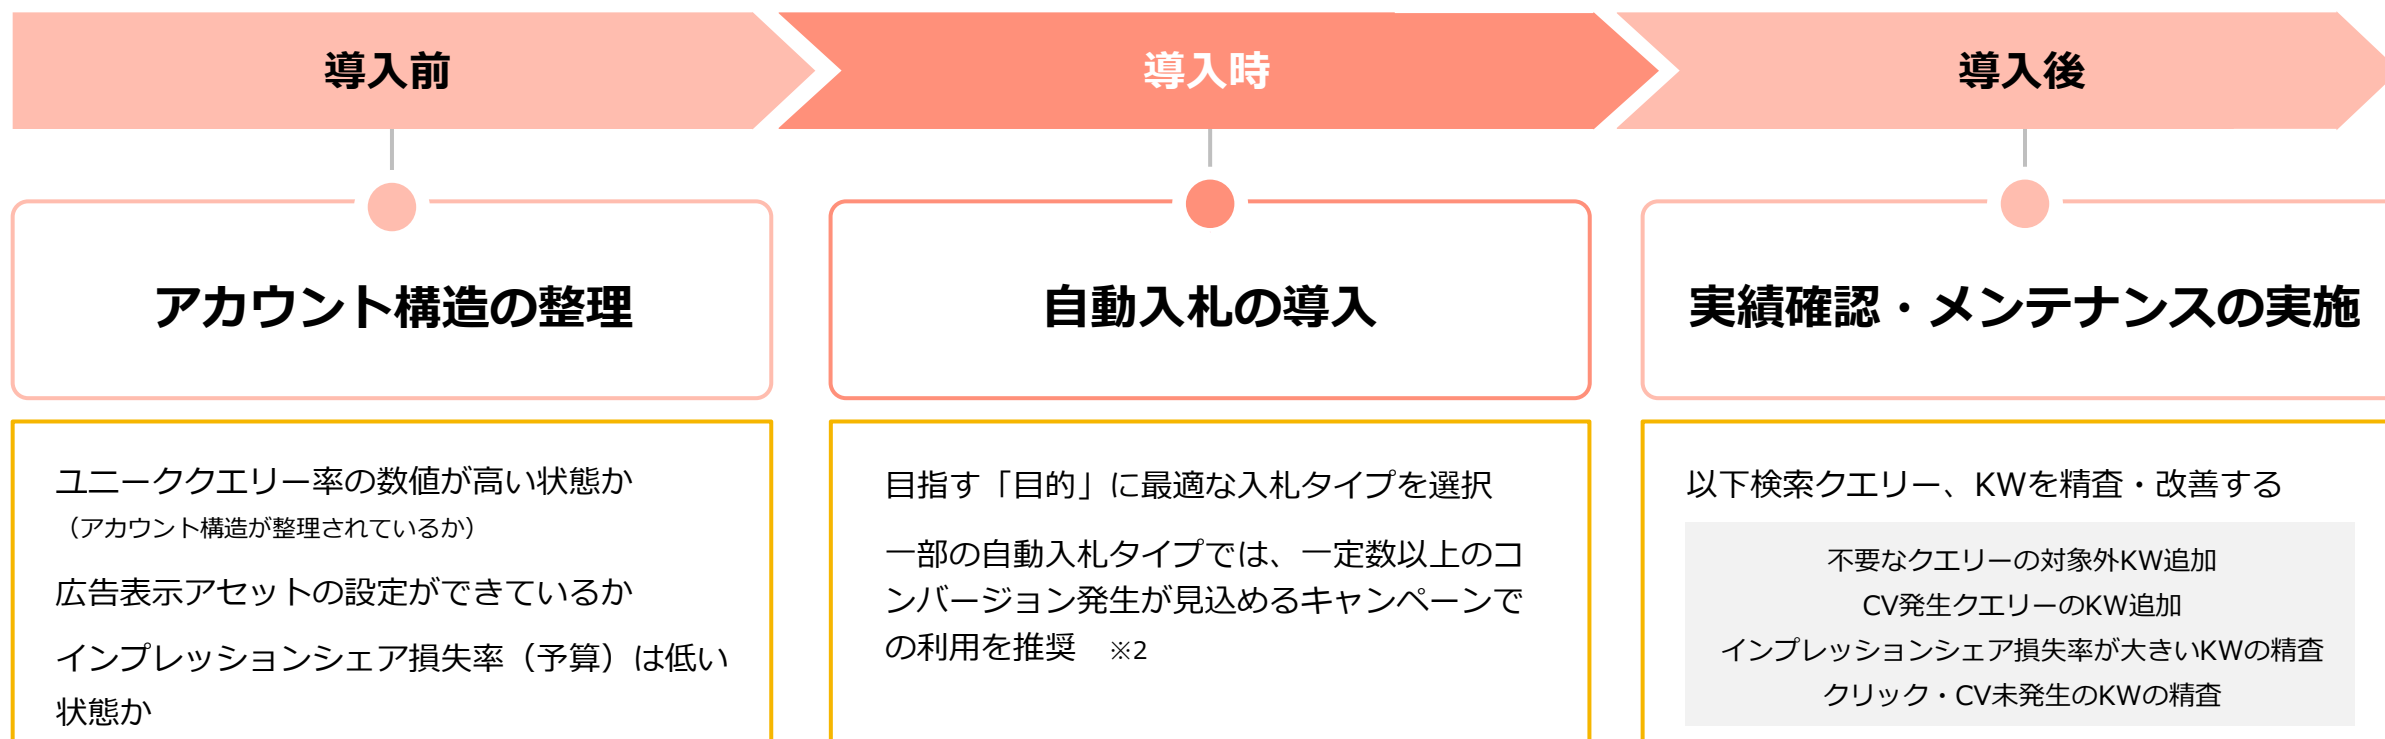 導入前
導入時
導入後
アカウント構造の整理
自動入札の導入
実績確認・メンテナンスの実施
ユニーククエリー率の数値が高い状態か
（アカウント構造が整理されているか）
広告表示アセットの設定ができているか
インプレッションシェア損失率（予算）は低い
状態か
目指す「目的」に最適な入札タイプを選択
一部の自動入札タイプでは、一定数以上のコ
ンバージョン発生が見込めるキャンペーンで
の利用を推奨　※2
以下検索クエリー、KWを精査・改善する
不要なクエリーの対象外KW追加
CV発生クエリーのKW追加
インプレッションシェア損失率が大きいKWの精査
クリック・CV未発生のKWの精査